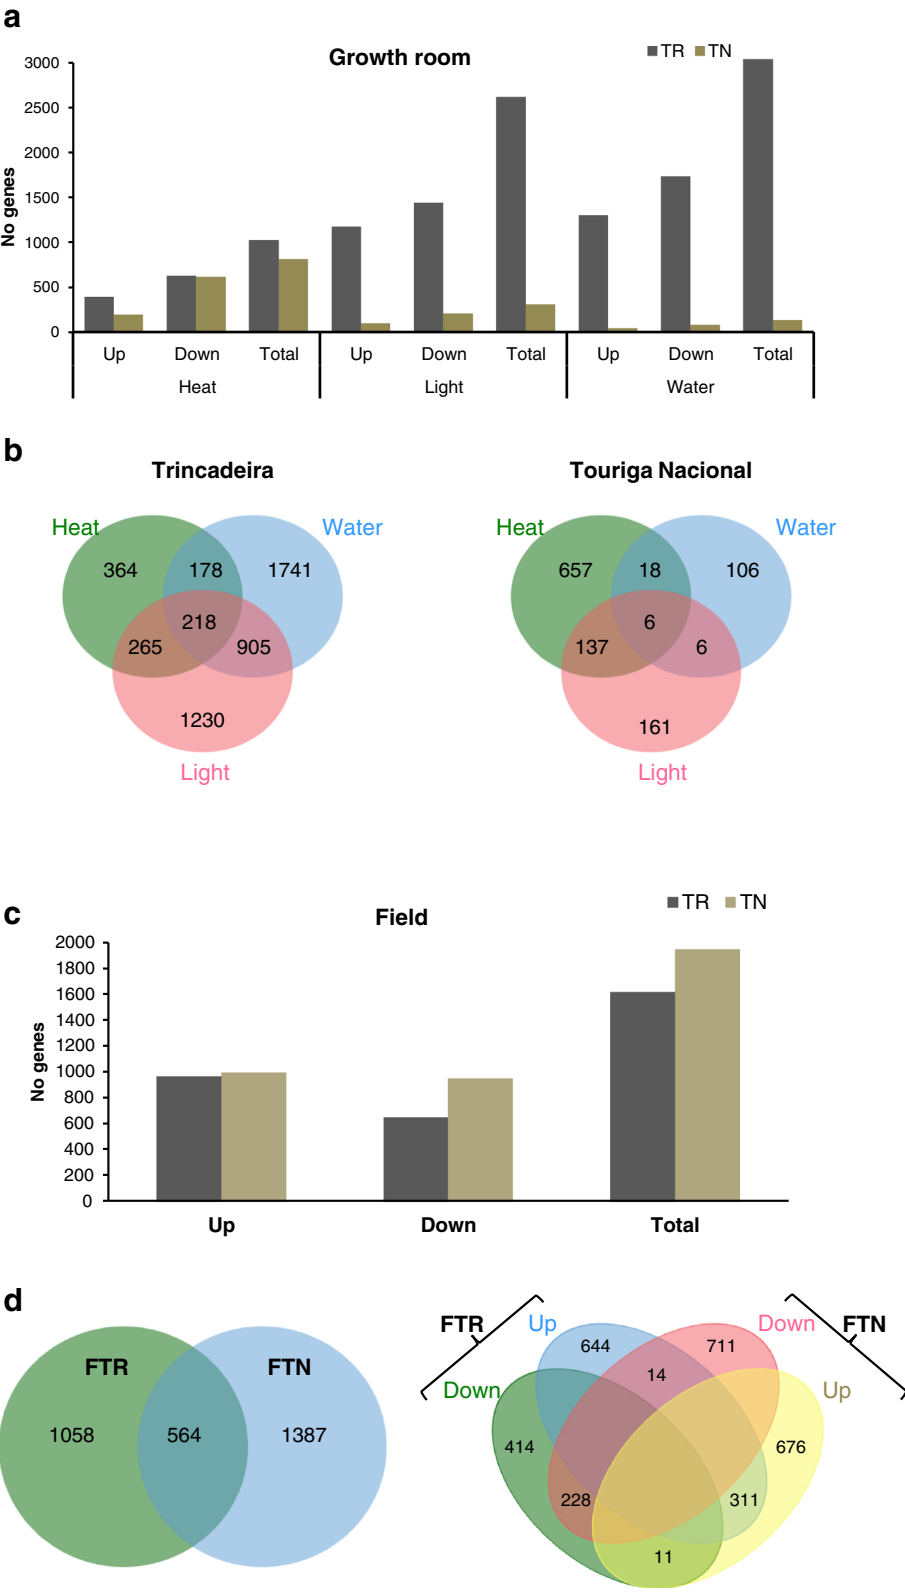 a
Growth room
TR TN
No genes
3000
2500
2000
1500
1000
500
0
Up Down Total Up Down Total Up Down Total
Heat Light Water
b
Trincadeira
Touriga Nacional
Heat Water
364 178 1741
218
265 905
1230
Light
Heat Water
657 18 106
6
137 6
161
Light
c
Field
TR TN
No genes
2000
1800
1600
1400
1200
1000
800
600
400
200
0
Up Down Total
d
FTR FTN
1058 564 1387
FTR Up Down FTN
Down Up
644 711
14
414 676
228 311
11